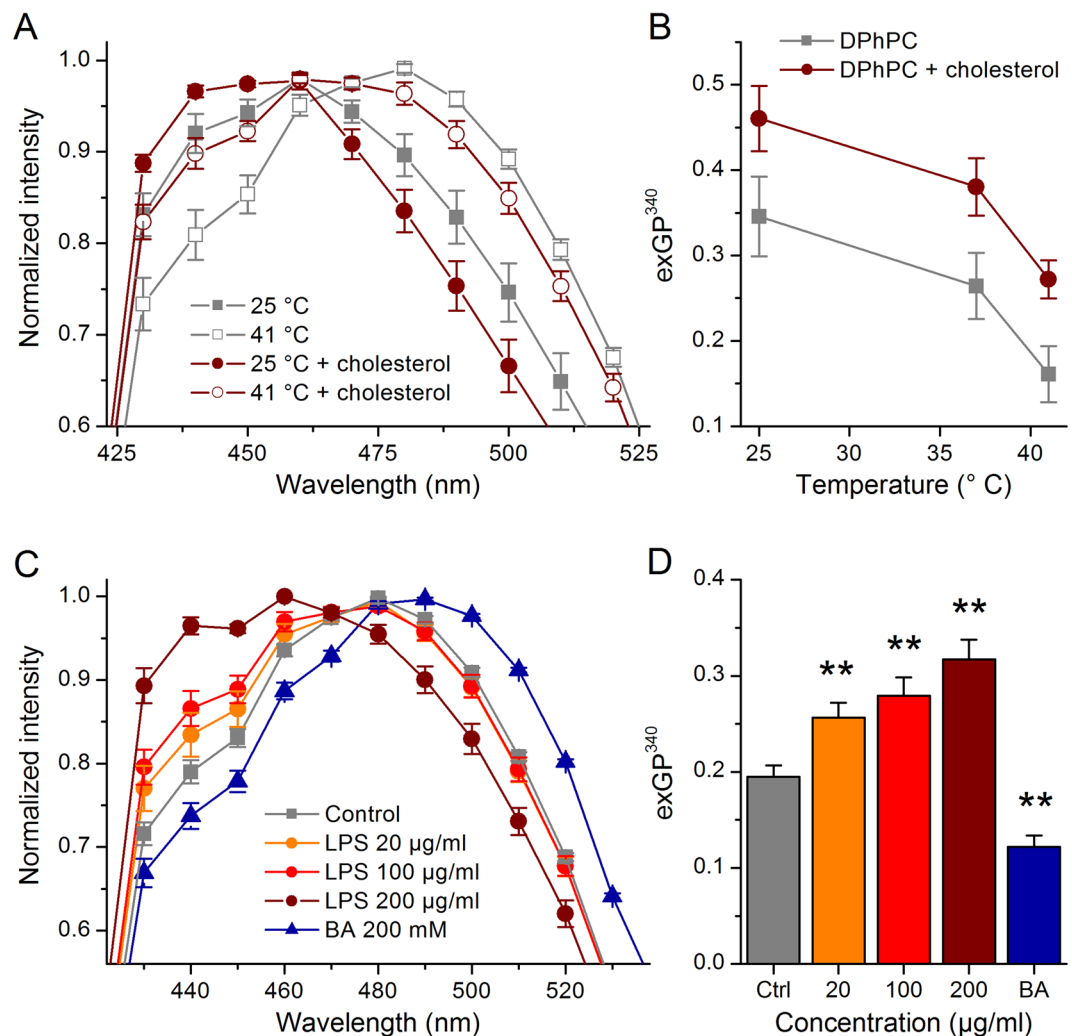 A
Normalized intensity
1.0
0.9
0.8
0.7
0.6
25 °C
41 °C
25 °C + cholesterol
41 °C + cholesterol
425 450 475 500 525
Wavelength (nm)
B
DPhPC
DPhPC + cholesterol
exGP³⁴⁰
0.5
0.4
0.3
0.2
0.1
25 30 35 40
Temperature (° C)
C
Normalized intensity
1.0
0.9
0.8
0.7
0.6
Control
LPS 20 µg/ml
LPS 100 µg/ml
LPS 200 µg/ml
BA 200 mM
440 460 480 500 520
Wavelength (nm)
D
exGP³⁴⁰
0.4
0.3
0.2
0.1
0.0
** ** ** **
Ctrl 20 100 200 BA
Concentration (µg/ml)